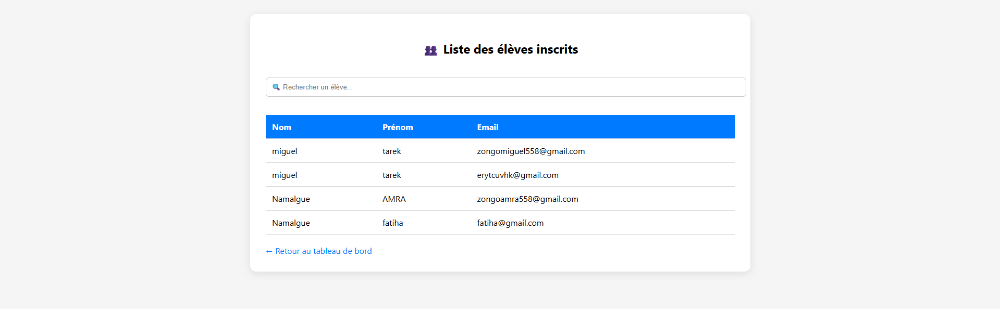 👥 Liste des élèves inscrits
🔍 Rechercher un élève...
Nom Prénom Email
miguel tarek zongomiguel558@gmail.com
miguel tarek erytcuvhk@gmail.com
Namalgue AMRA zongoamra558@gmail.com
Namalgue fatiha fatiha@gmail.com
← Retour au tableau de bord